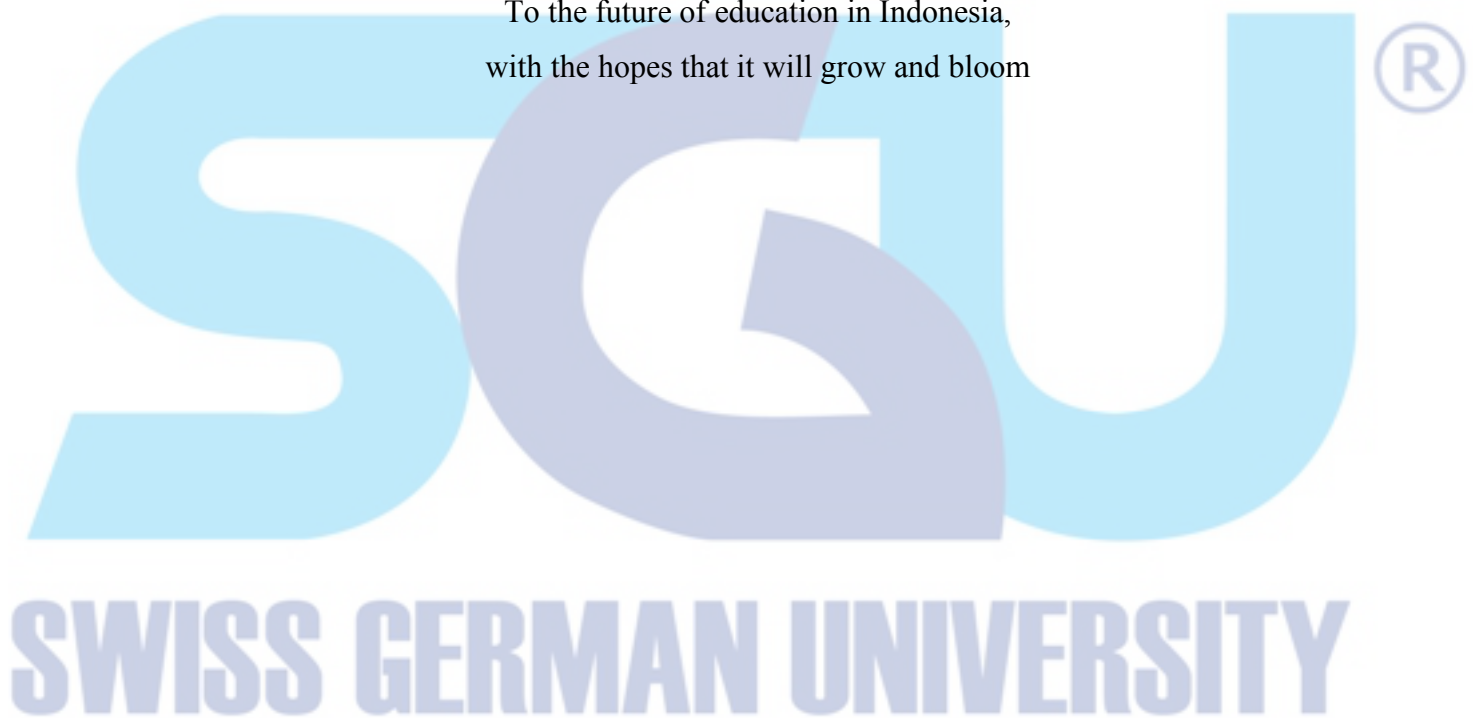 To the future of education in Indonesia,
with the hopes that it will grow and bloom
SGU®
SWISS GERMAN UNIVERSITY